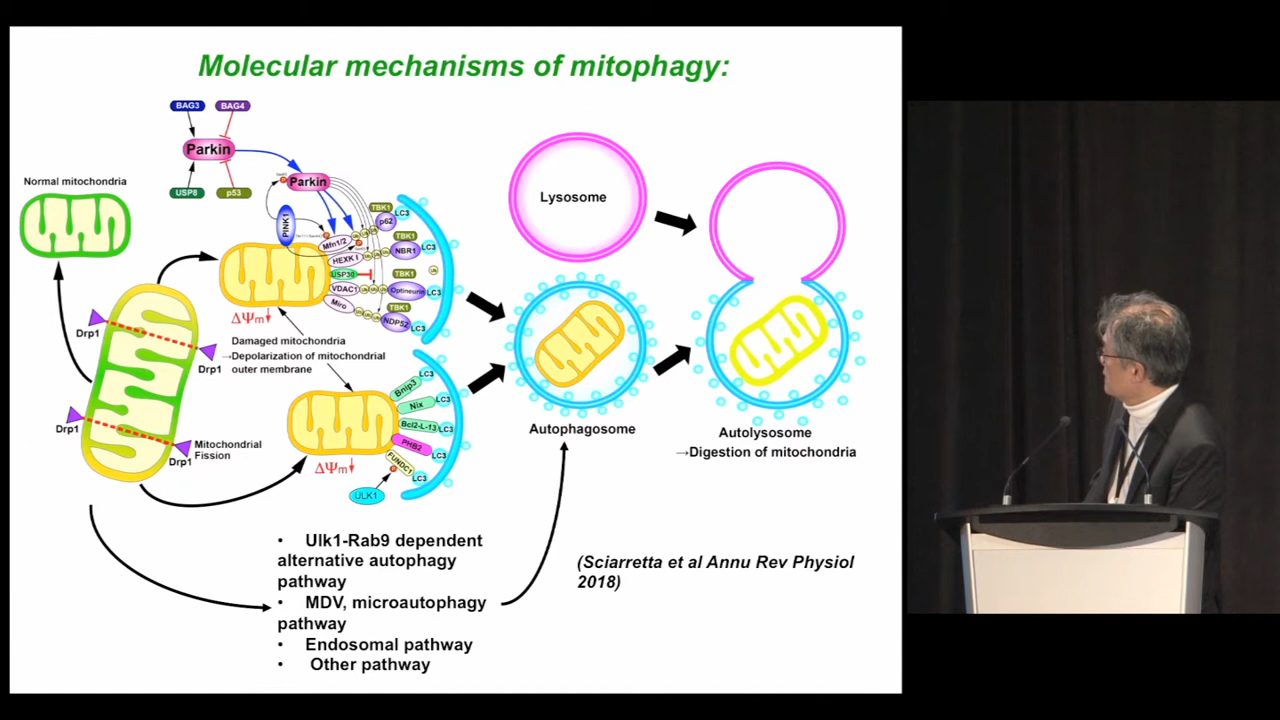 Molecular mechanisms of mitophagy:
BAG3
BAG4
Parkin
USP8
p53
Normal mitochondria
Parkin
PINK1
Mfn1/2
HEXK I
USP30
VDAC1
Miro
TBK1
p62
LC3
TBK1
NBR1
LC3
Ub
TBK1
Optineurin
LC3
TBK1
NDP52
LC3
ΔΨm
Lysosome
Drp1
Drp1
Damaged mitochondria
→Depolarization of mitochondrial
outer membrane
Drp1
Drp1
Mitochondrial
Fission
Bnip3
LC3
Nix
LC3
Bcl2-L-13
LC3
PHB2
LC3
FUNDC1
P
LC3
ΔΨm
ULK1
Autophagosome
Autolysosome
→Digestion of mitochondria
• Ulk1-Rab9 dependent
alternative autophagy
pathway
• MDV, microautophagy
pathway
• Endosomal pathway
• Other pathway
(Sciarretta et al Annu Rev Physiol
2018)